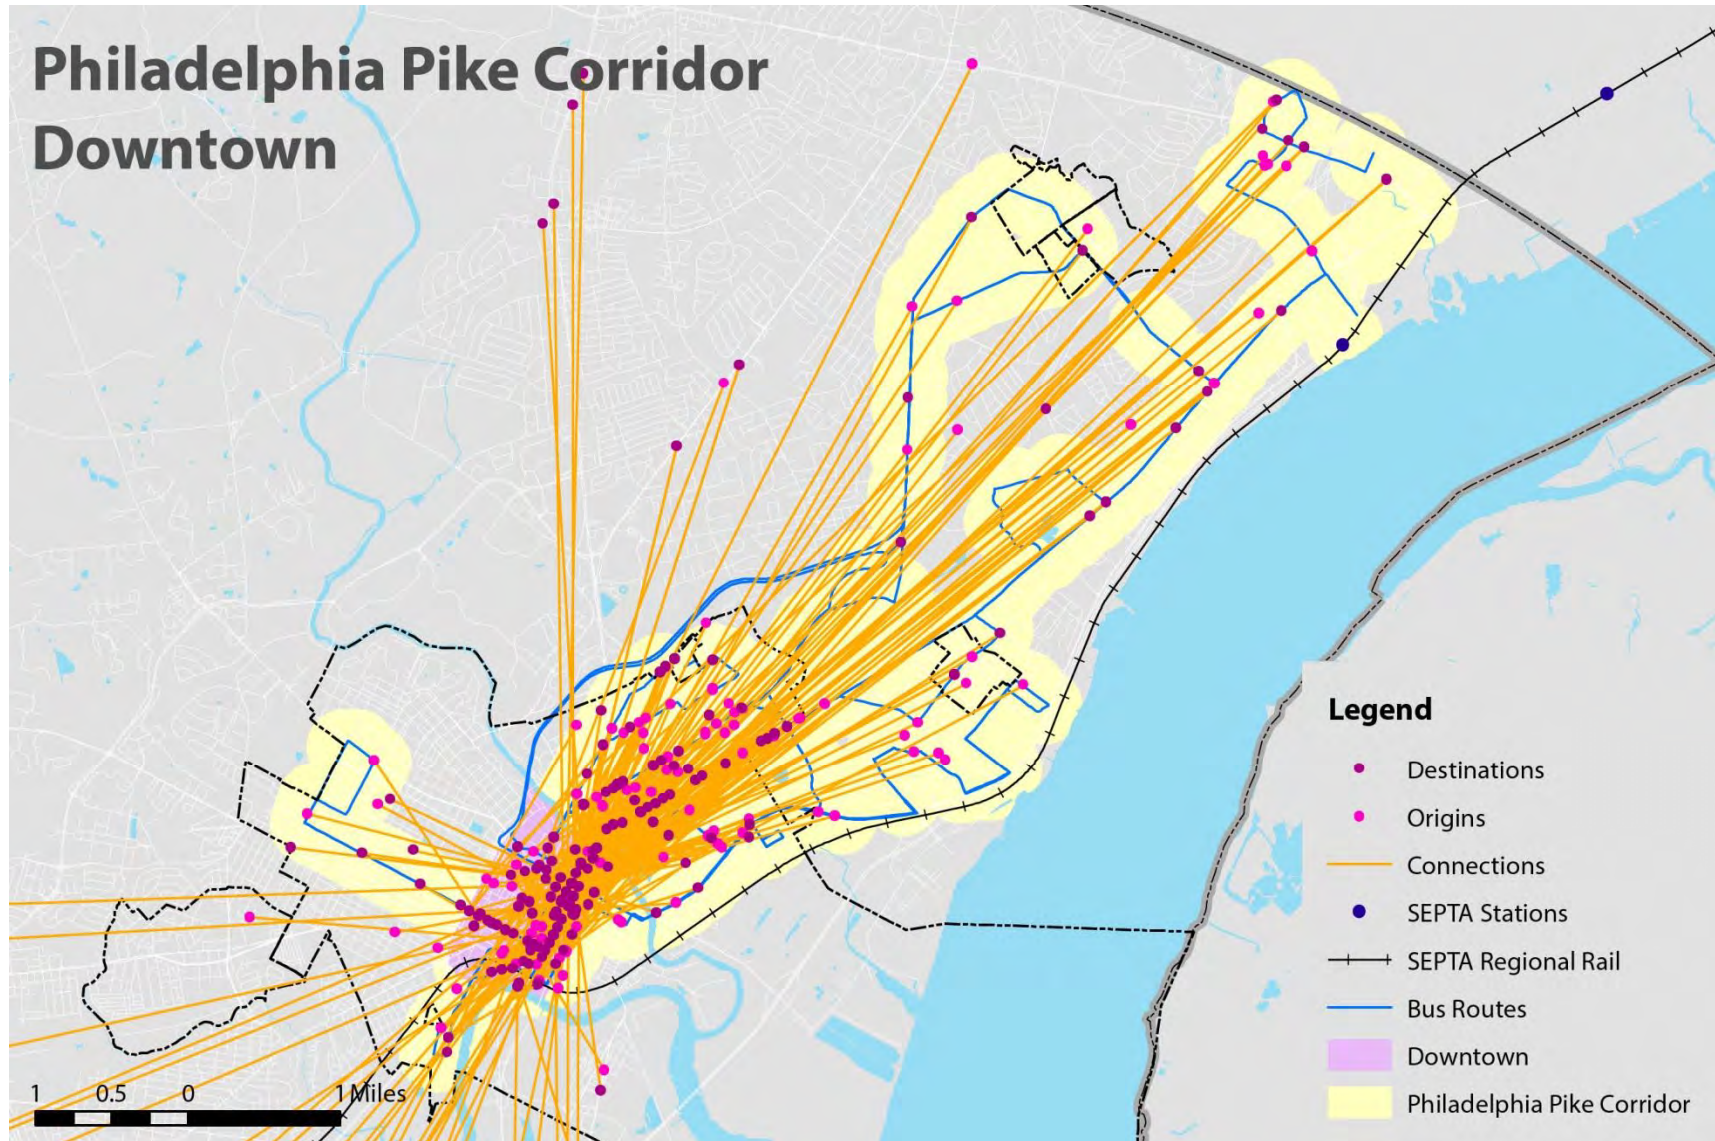 Philadelphia Pike Corridor
Downtown
Legend
Destinations
Origins
Connections
SEPTA Stations
SEPTA Regional Rail
Bus Routes
Downtown
Philadelphia Pike Corridor
1 0.5 0 1 Miles